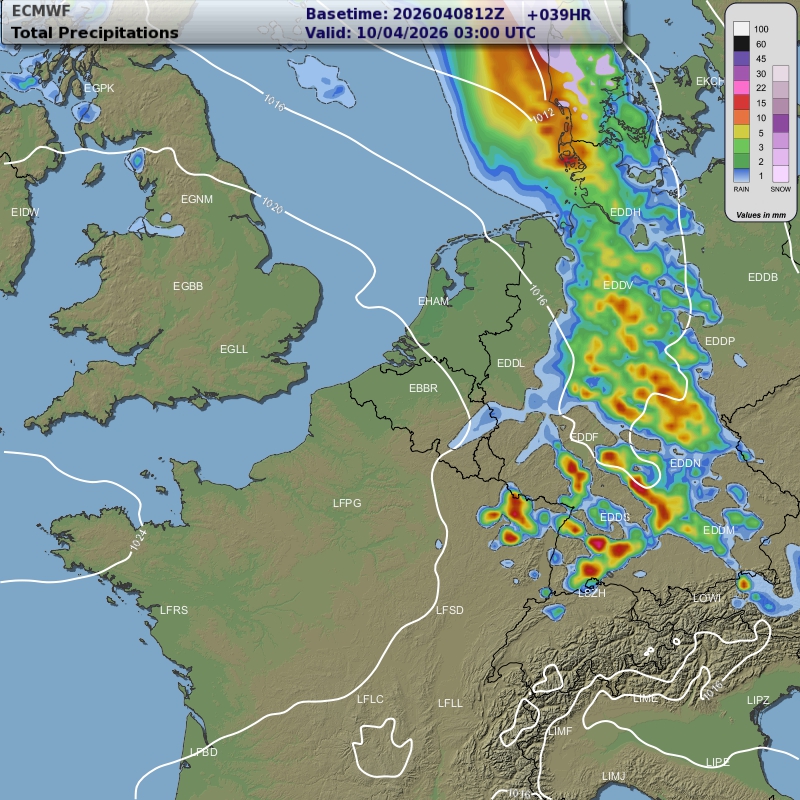 ECMWF
Basetime: 2026040812Z +039HR
Total Precipitations
Valid: 10/04/2026 03:00 UTC
100
60
45
30
22
15
10
5
3
2
1
RAIN
SNOW
Values in mm
EGPK
1016
1012
1020
EIDW
EGNM
EDDH
EGBB
EHAM
1016
EDDV
EDDB
EGLL
EDDL
EDDP
EBBR
EDDF
EDDN
LFPG
EDDS
EDDM
1024
LFRS
LFSD
LSZH
LOWI
LFLC
LFLL
LIMF
LIME
1016
LIPZ
LFBD
LIMJ
LIPE
1016